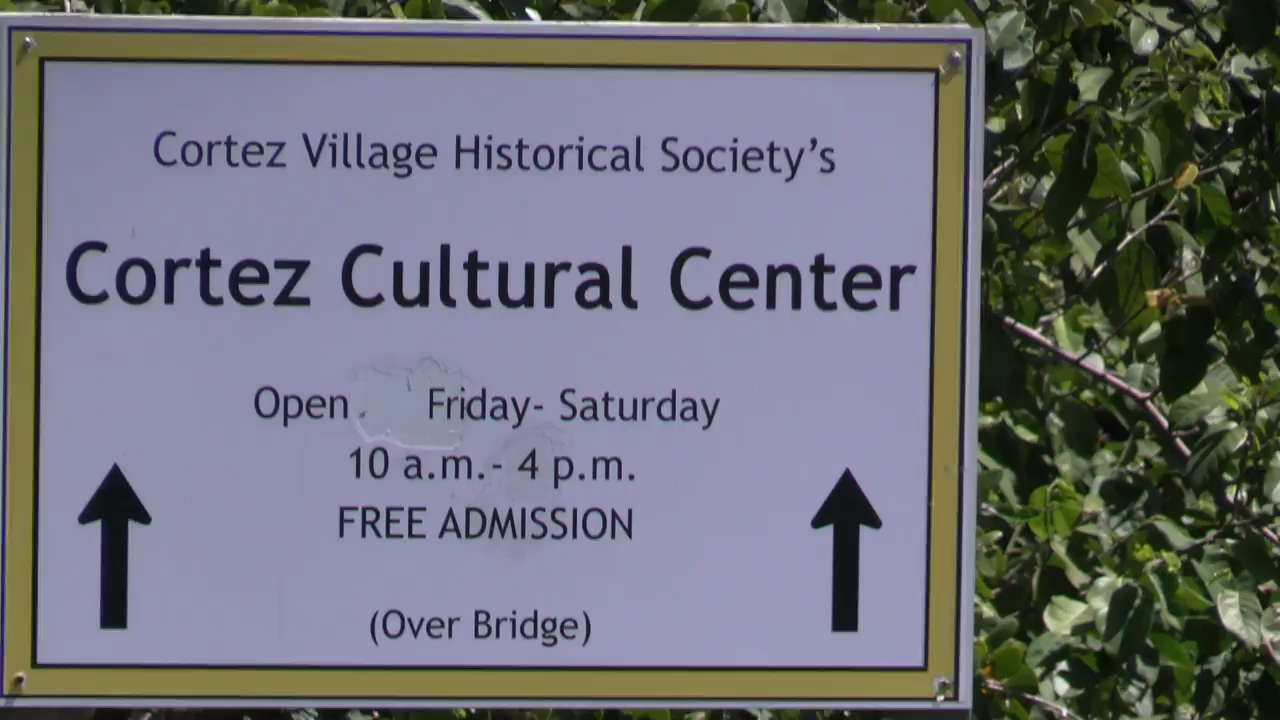 Cortez Village Historical Society's
Cortez Cultural Center
Open Friday- Saturday
10 a.m.- 4 p.m.
FREE ADMISSION
(Over Bridge)